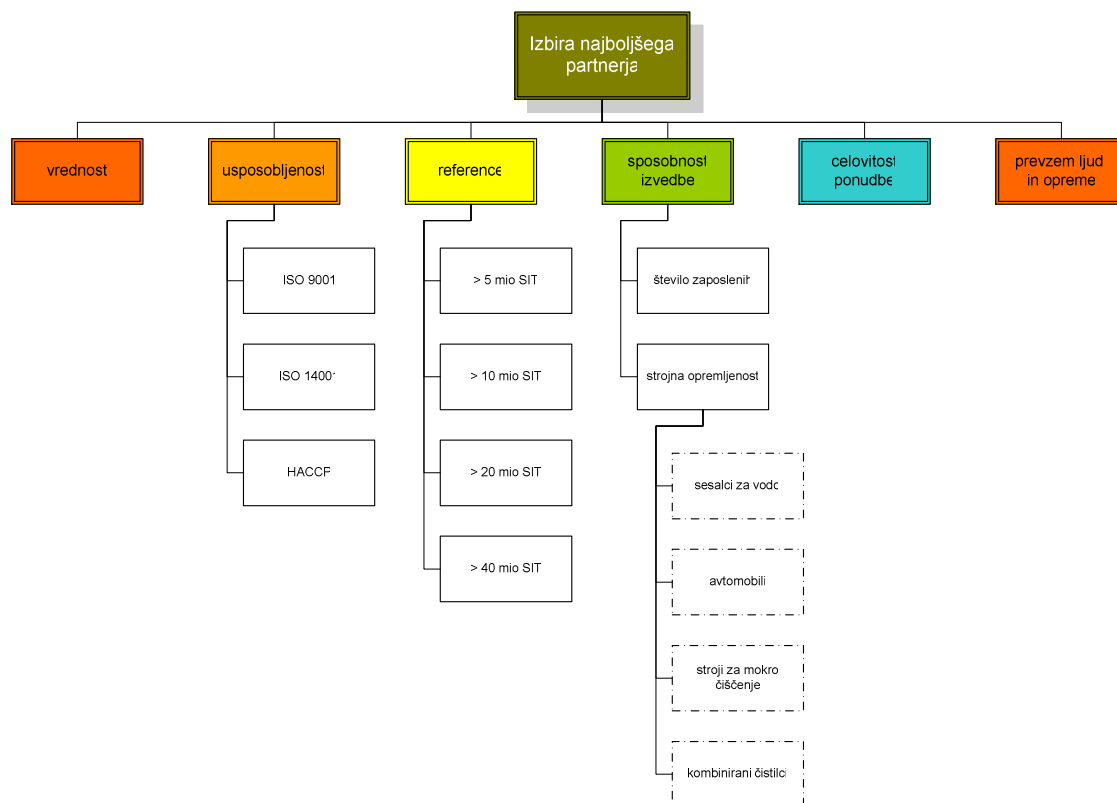 Izbira najboljšega
partnerja
vrednost
usposobljenost
reference
sposobnost
izvedbe
celovitost
ponudbe
prevzem ljud
in opreme
ISO 9001
> 5 mio SIT
število zaposlenih
ISO 14001
> 10 mio SIT
strojna opremljenost
HACCP
> 20 mio SIT
sesalci za vodo
> 40 mio SIT
avtomobili
stroji za mokro
čiščenje
kombinirani čistilci